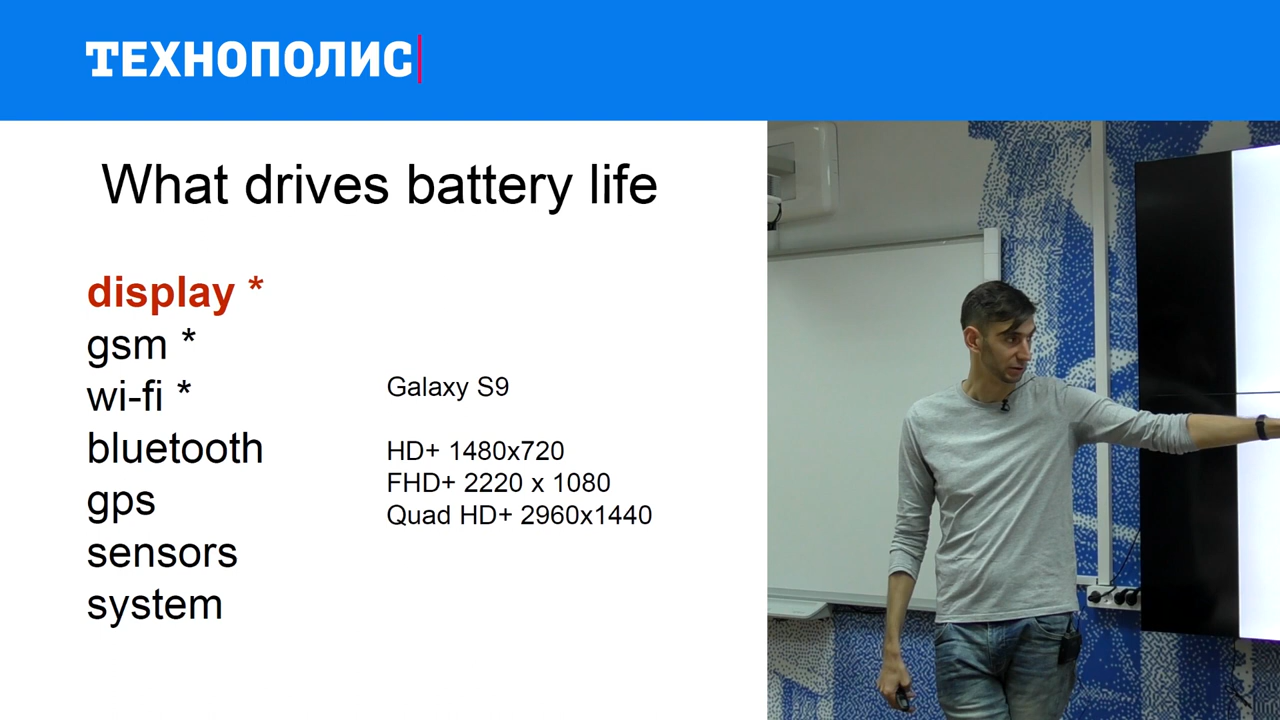 ТЕХНОПОЛИС
What drives battery life
display *
gsm *
wi-fi *
bluetooth
gps
sensors
system
Galaxy S9
HD+ 1480x720
FHD+ 2220 x 1080
Quad HD+ 2960x1440